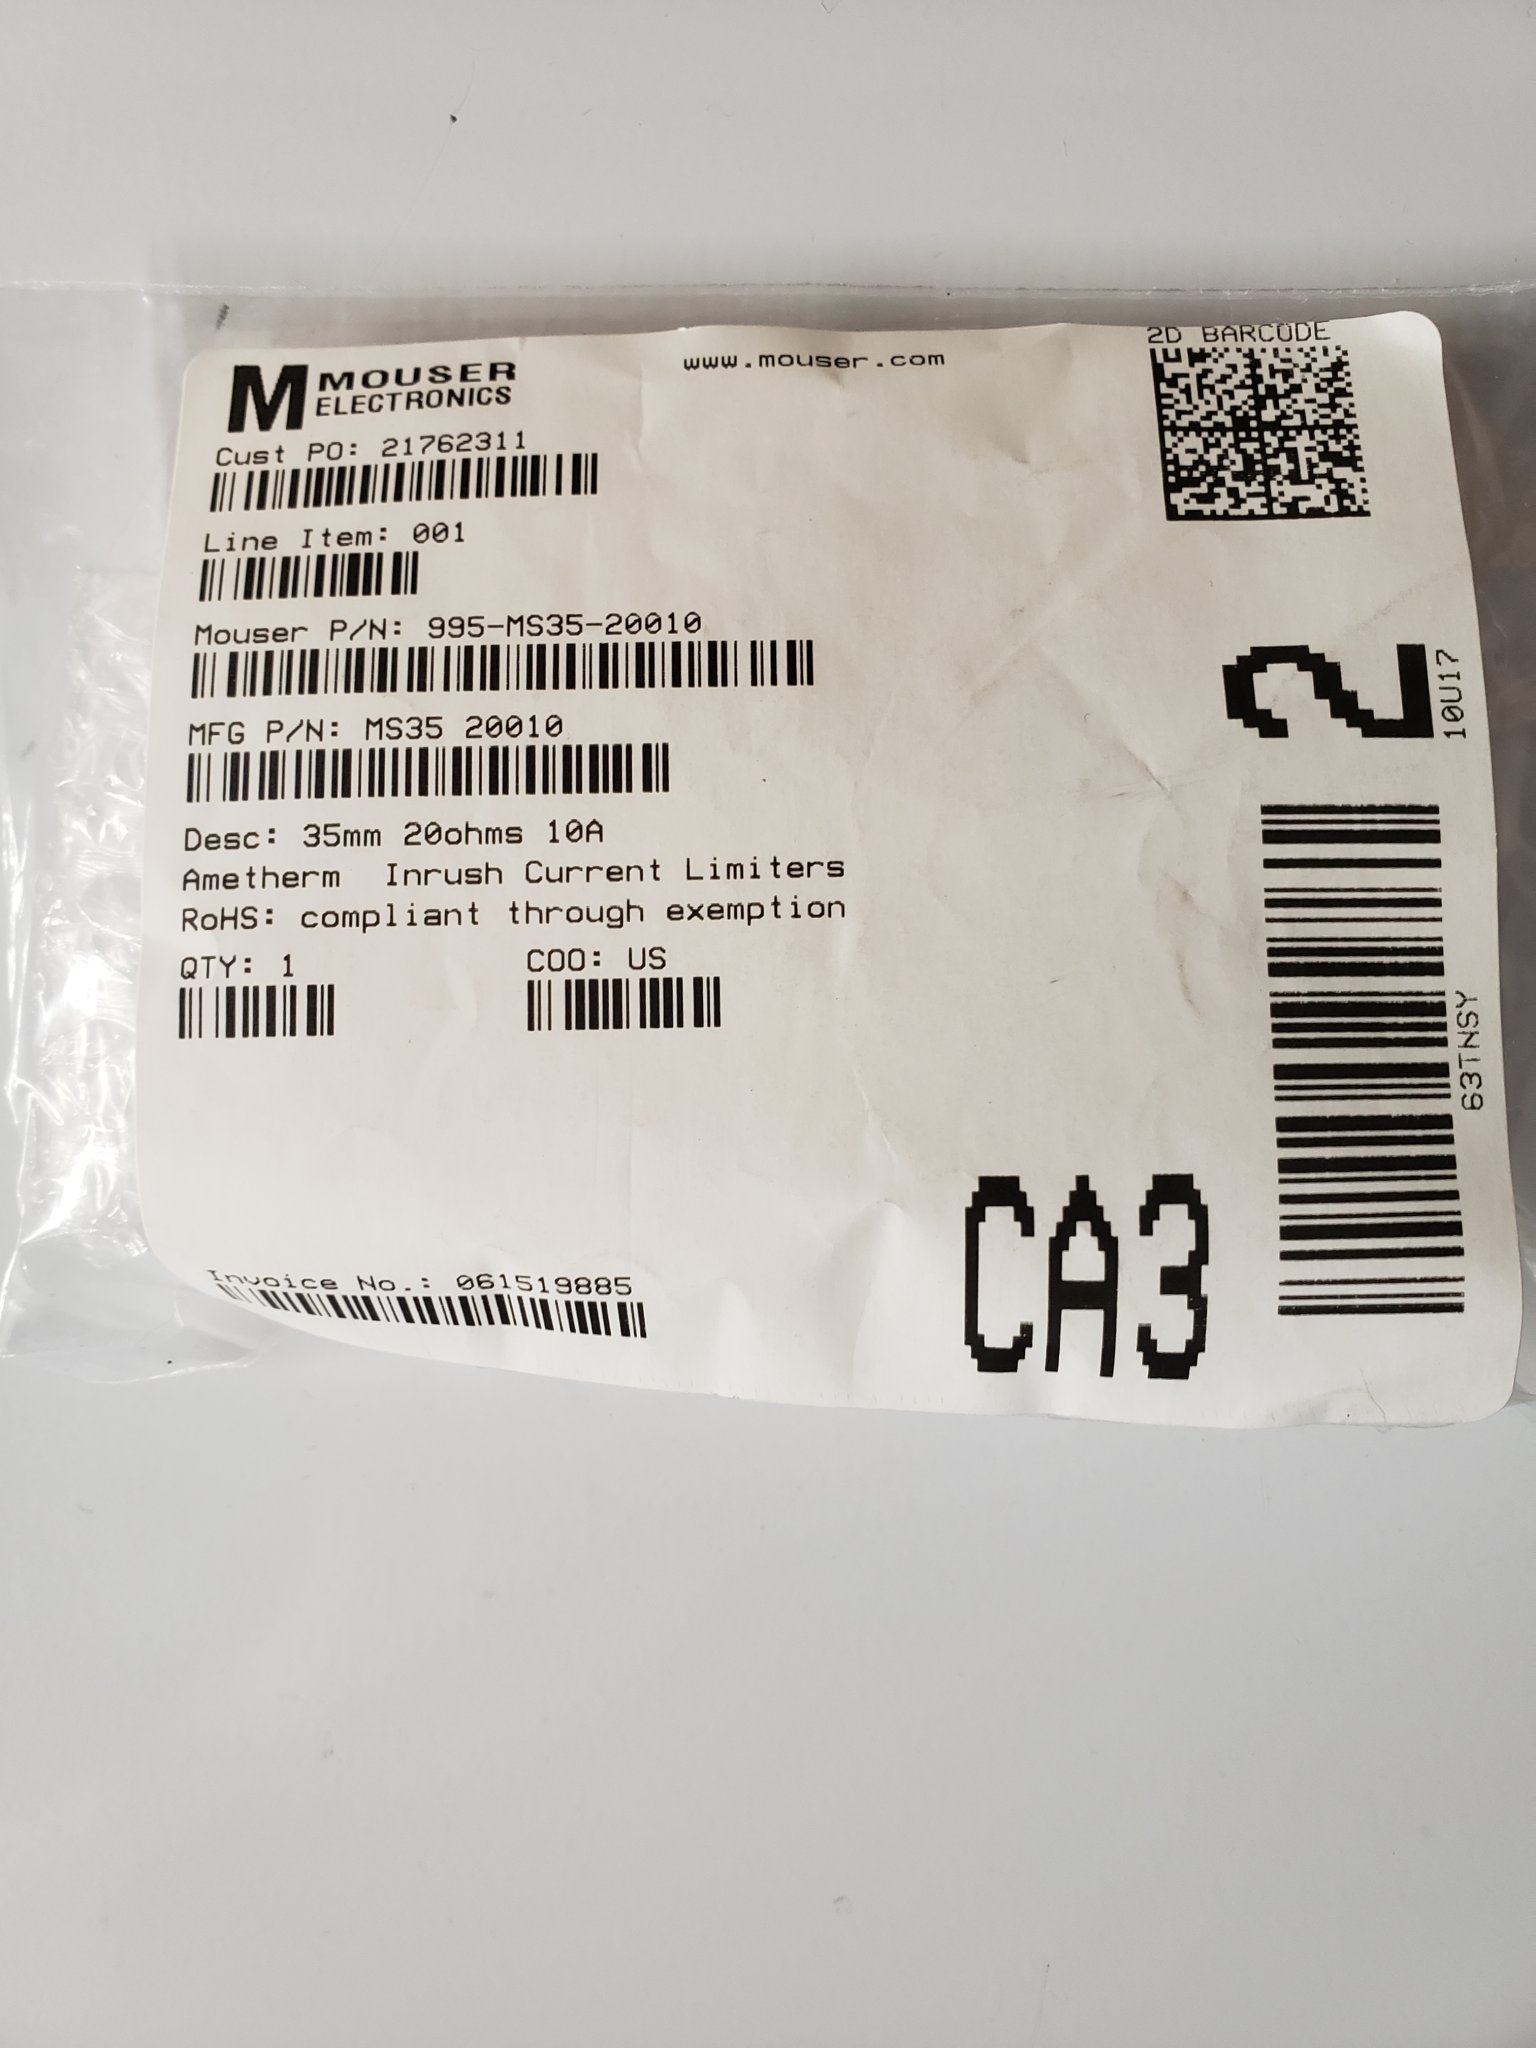 M MOUSER
ELECTRONICS
www.mouser.com
2D BARCODE
Cust PO: 21762311
Line Item: 001
Mouser P/N: 995-MS35-20010
MFG P/N: MS35 20010
Desc: 35mm 20ohms 10A
Ametherm Inrush Current Limiters
RoHS: compliant through exemption
QTY: 1
COO: US
Invoice No.: 061519885
CA3
2
10U17
63TNSY